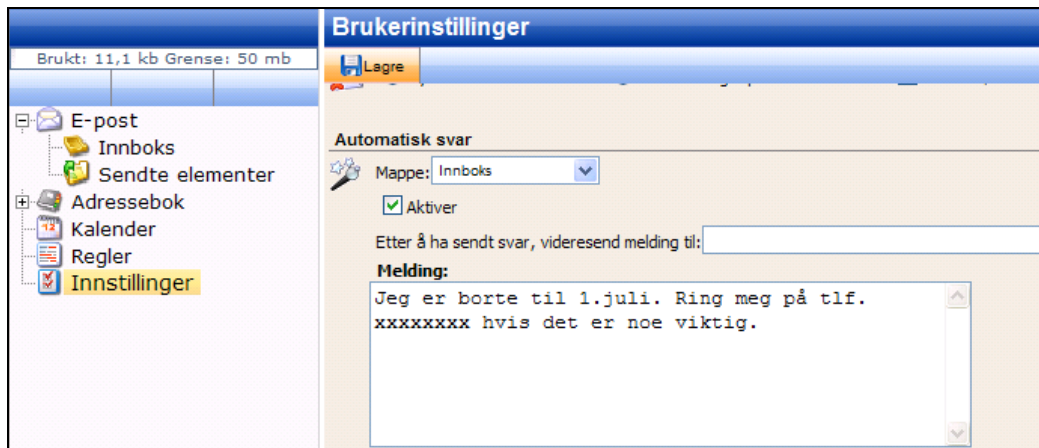 Brukerinstillinger
Brukt: 11,1 kb Grense: 50 mb
Lagre
E-post
Innboks
Sendte elementer
Adressebok
Kalender
Regler
Innstillinger
Automatisk svar
Mappe: Innboks
Aktiver
Etter å ha sendt svar, videresend melding til:
Melding:
Jeg er borte til 1.juli. Ring meg på tlf.
xxxxxxxx hvis det er noe viktig.